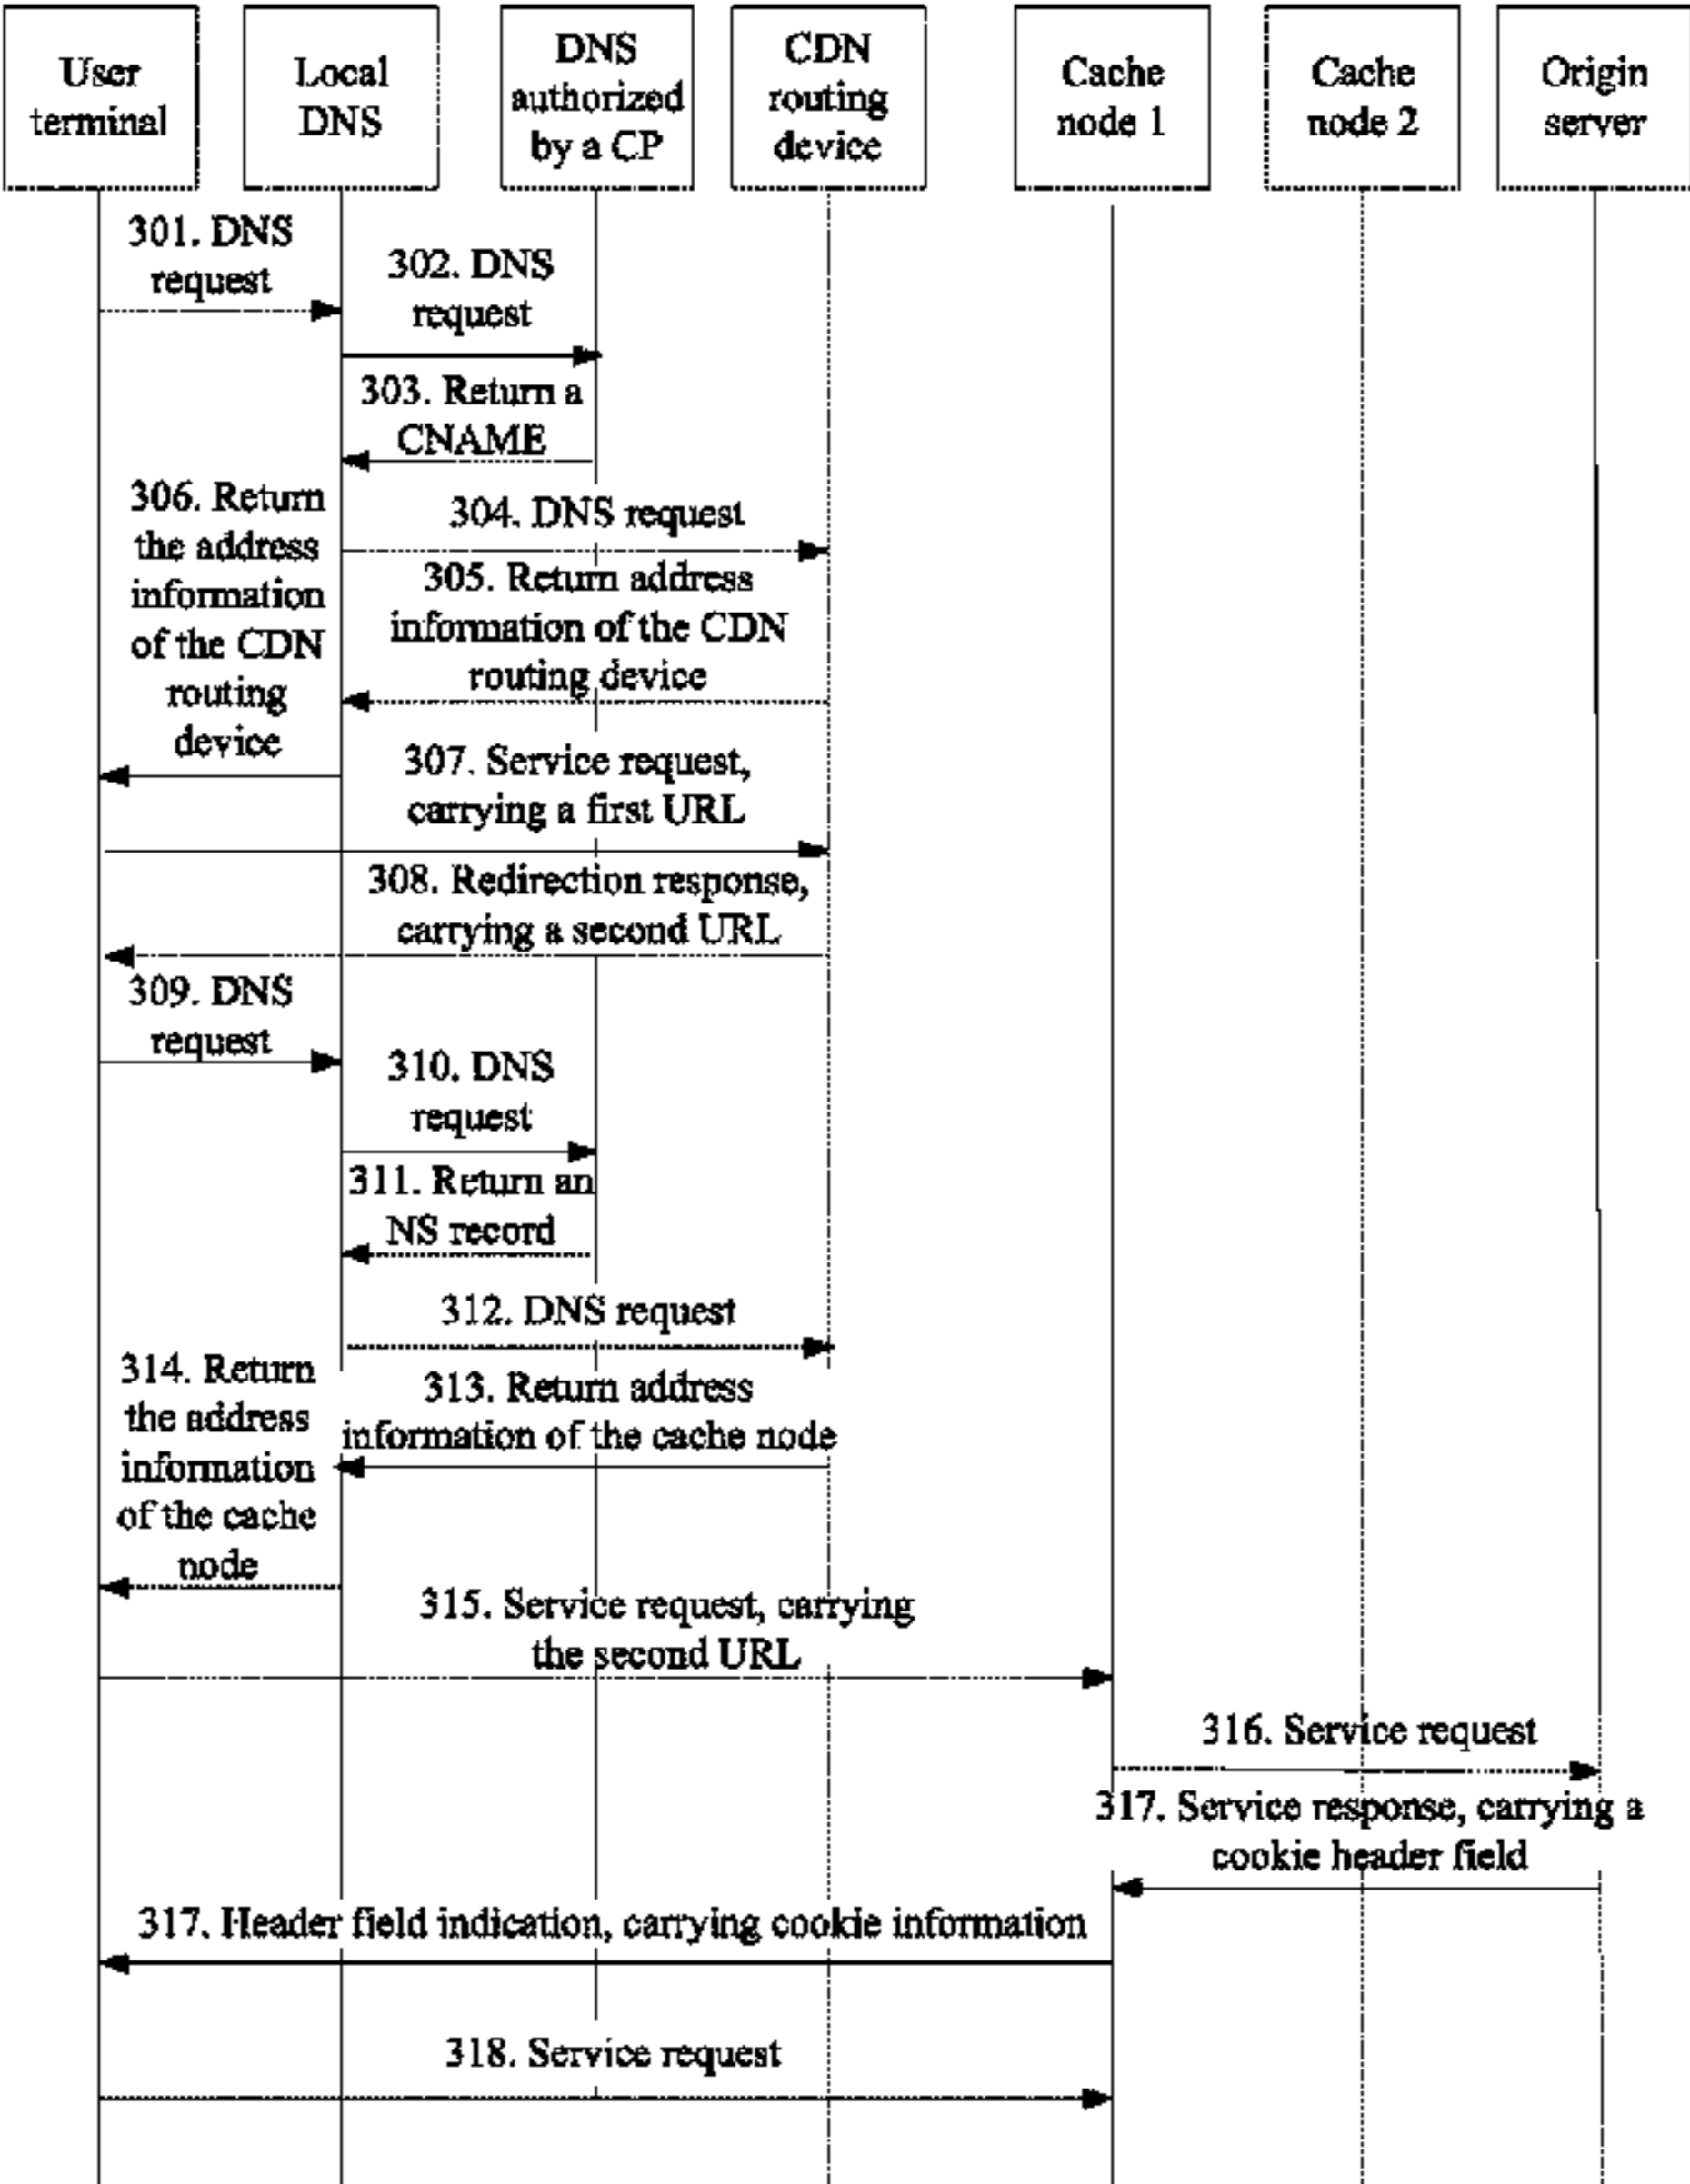 User
terminal
Local
DNS
DNS
authorized
by a CP
CDN
routing
device
Cache
node 1
Cache
node 2
Origin
server
301. DNS
request
302. DNS
request
303. Return a
CNAME
304. DNS request
305. Return address
information of the CDN
routing device
306. Return
the address
information
of the CDN
routing
device
307. Service request,
carrying a first URL
308. Redirection response,
carrying a second URL
309. DNS
request
310. DNS
request
311. Return an
NS record
312. DNS request
313. Return address
information of the cache node
314. Return
the address
information
of the cache
node
315. Service request, carrying
the second URL
316. Service request
317. Service response, carrying a
cookie header field
317. Header field indication, carrying cookie information
318. Service request